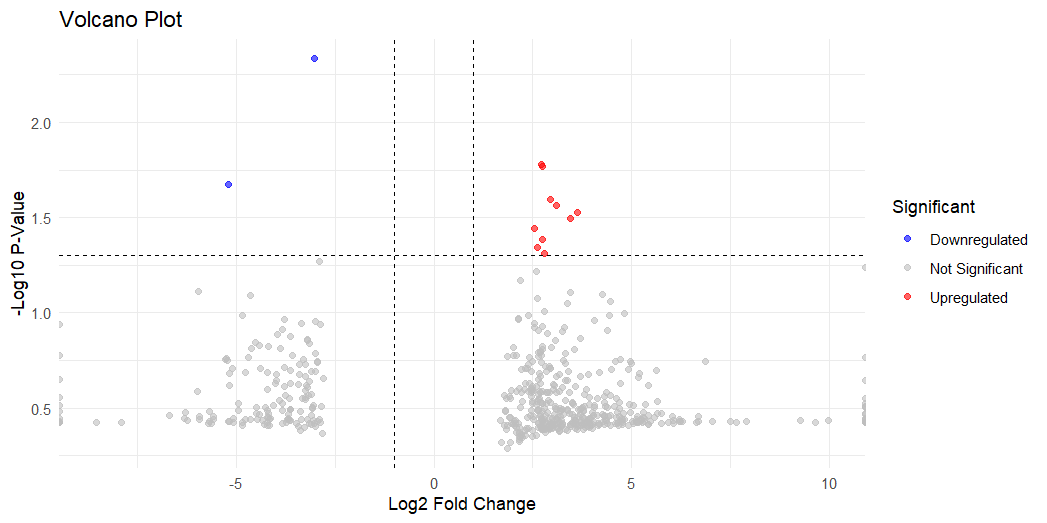 Volcano Plot
2.0
1.5
1.0
0.5
-Log10 P-Value
-5
0
5
10
Log2 Fold Change
Significant
Downregulated
Not Significant
Upregulated